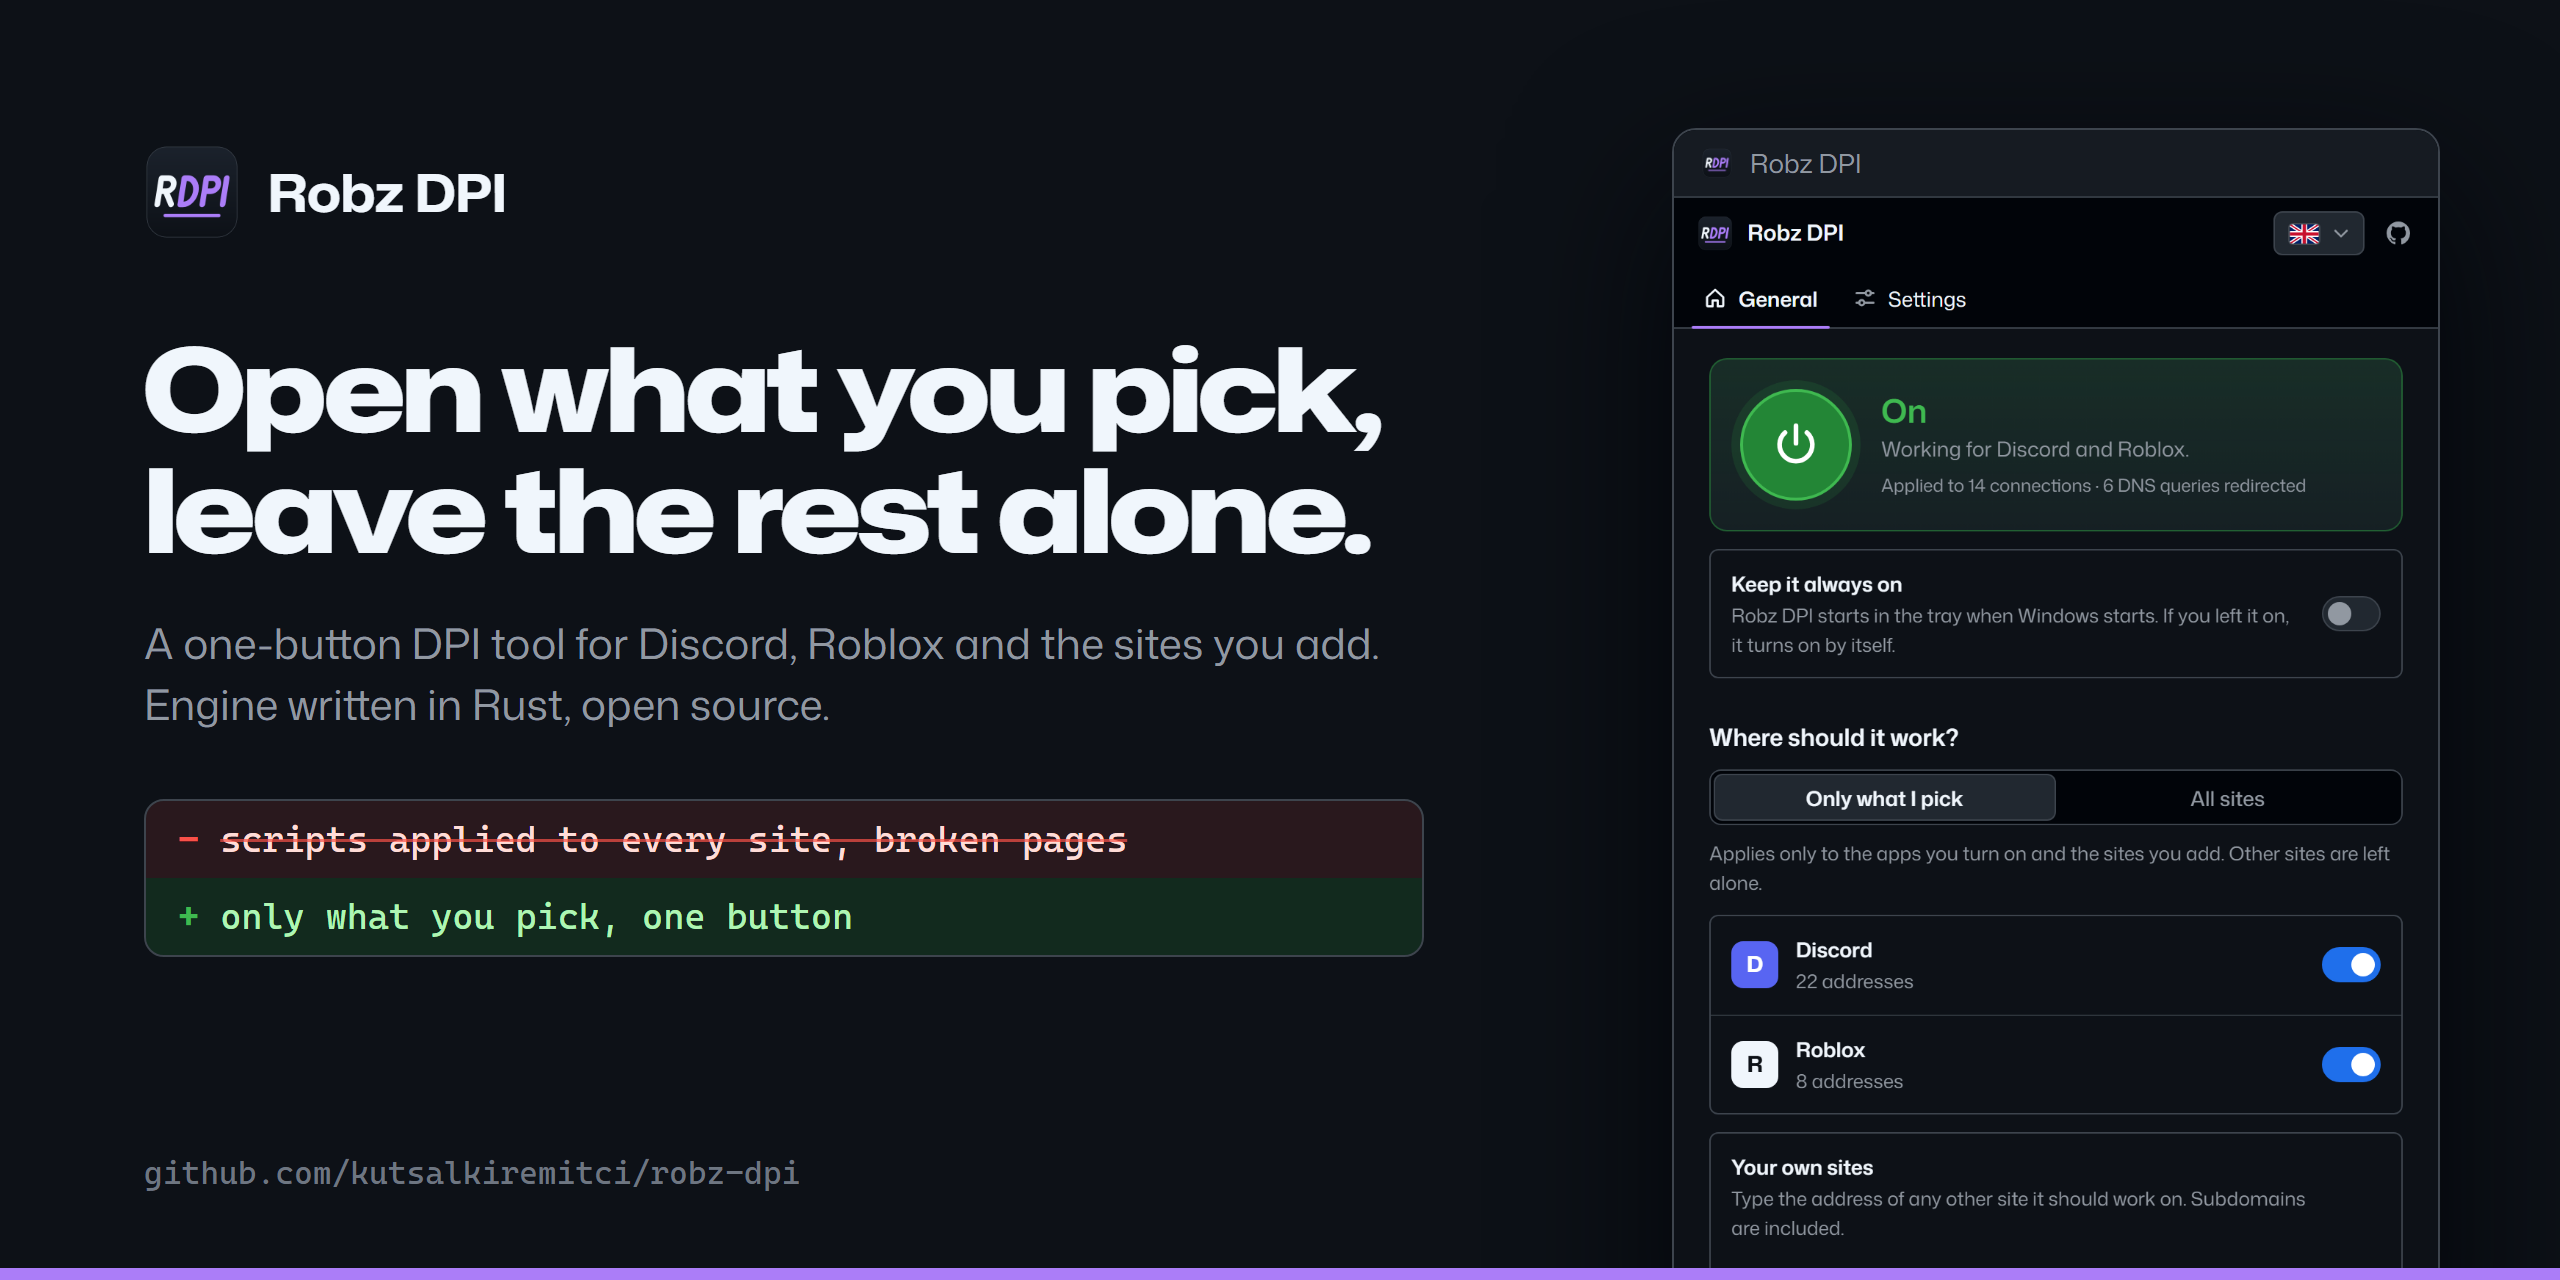 RDPI Robz DPI
Open what you pick,
leave the rest alone.
A one-button DPI tool for Discord, Roblox and the sites you add.
Engine written in Rust, open source.
- scripts applied to every site, broken pages
+ only what you pick, one button
github.com/kutsalkiremitci/robz-dpi
RDPI Robz DPI
RDPI Robz DPI
General Settings
On
Working for Discord and Roblox.
Applied to 14 connections · 6 DNS queries redirected
Keep it always on
Robz DPI starts in the tray when Windows starts. If you left it on,
it turns on by itself.
Where should it work?
Only what I pick All sites
Applies only to the apps you turn on and the sites you add. Other sites are left
alone.
D Discord
22 addresses
R Roblox
8 addresses
Your own sites
Type the address of any other site it should work on. Subdomains
are included.